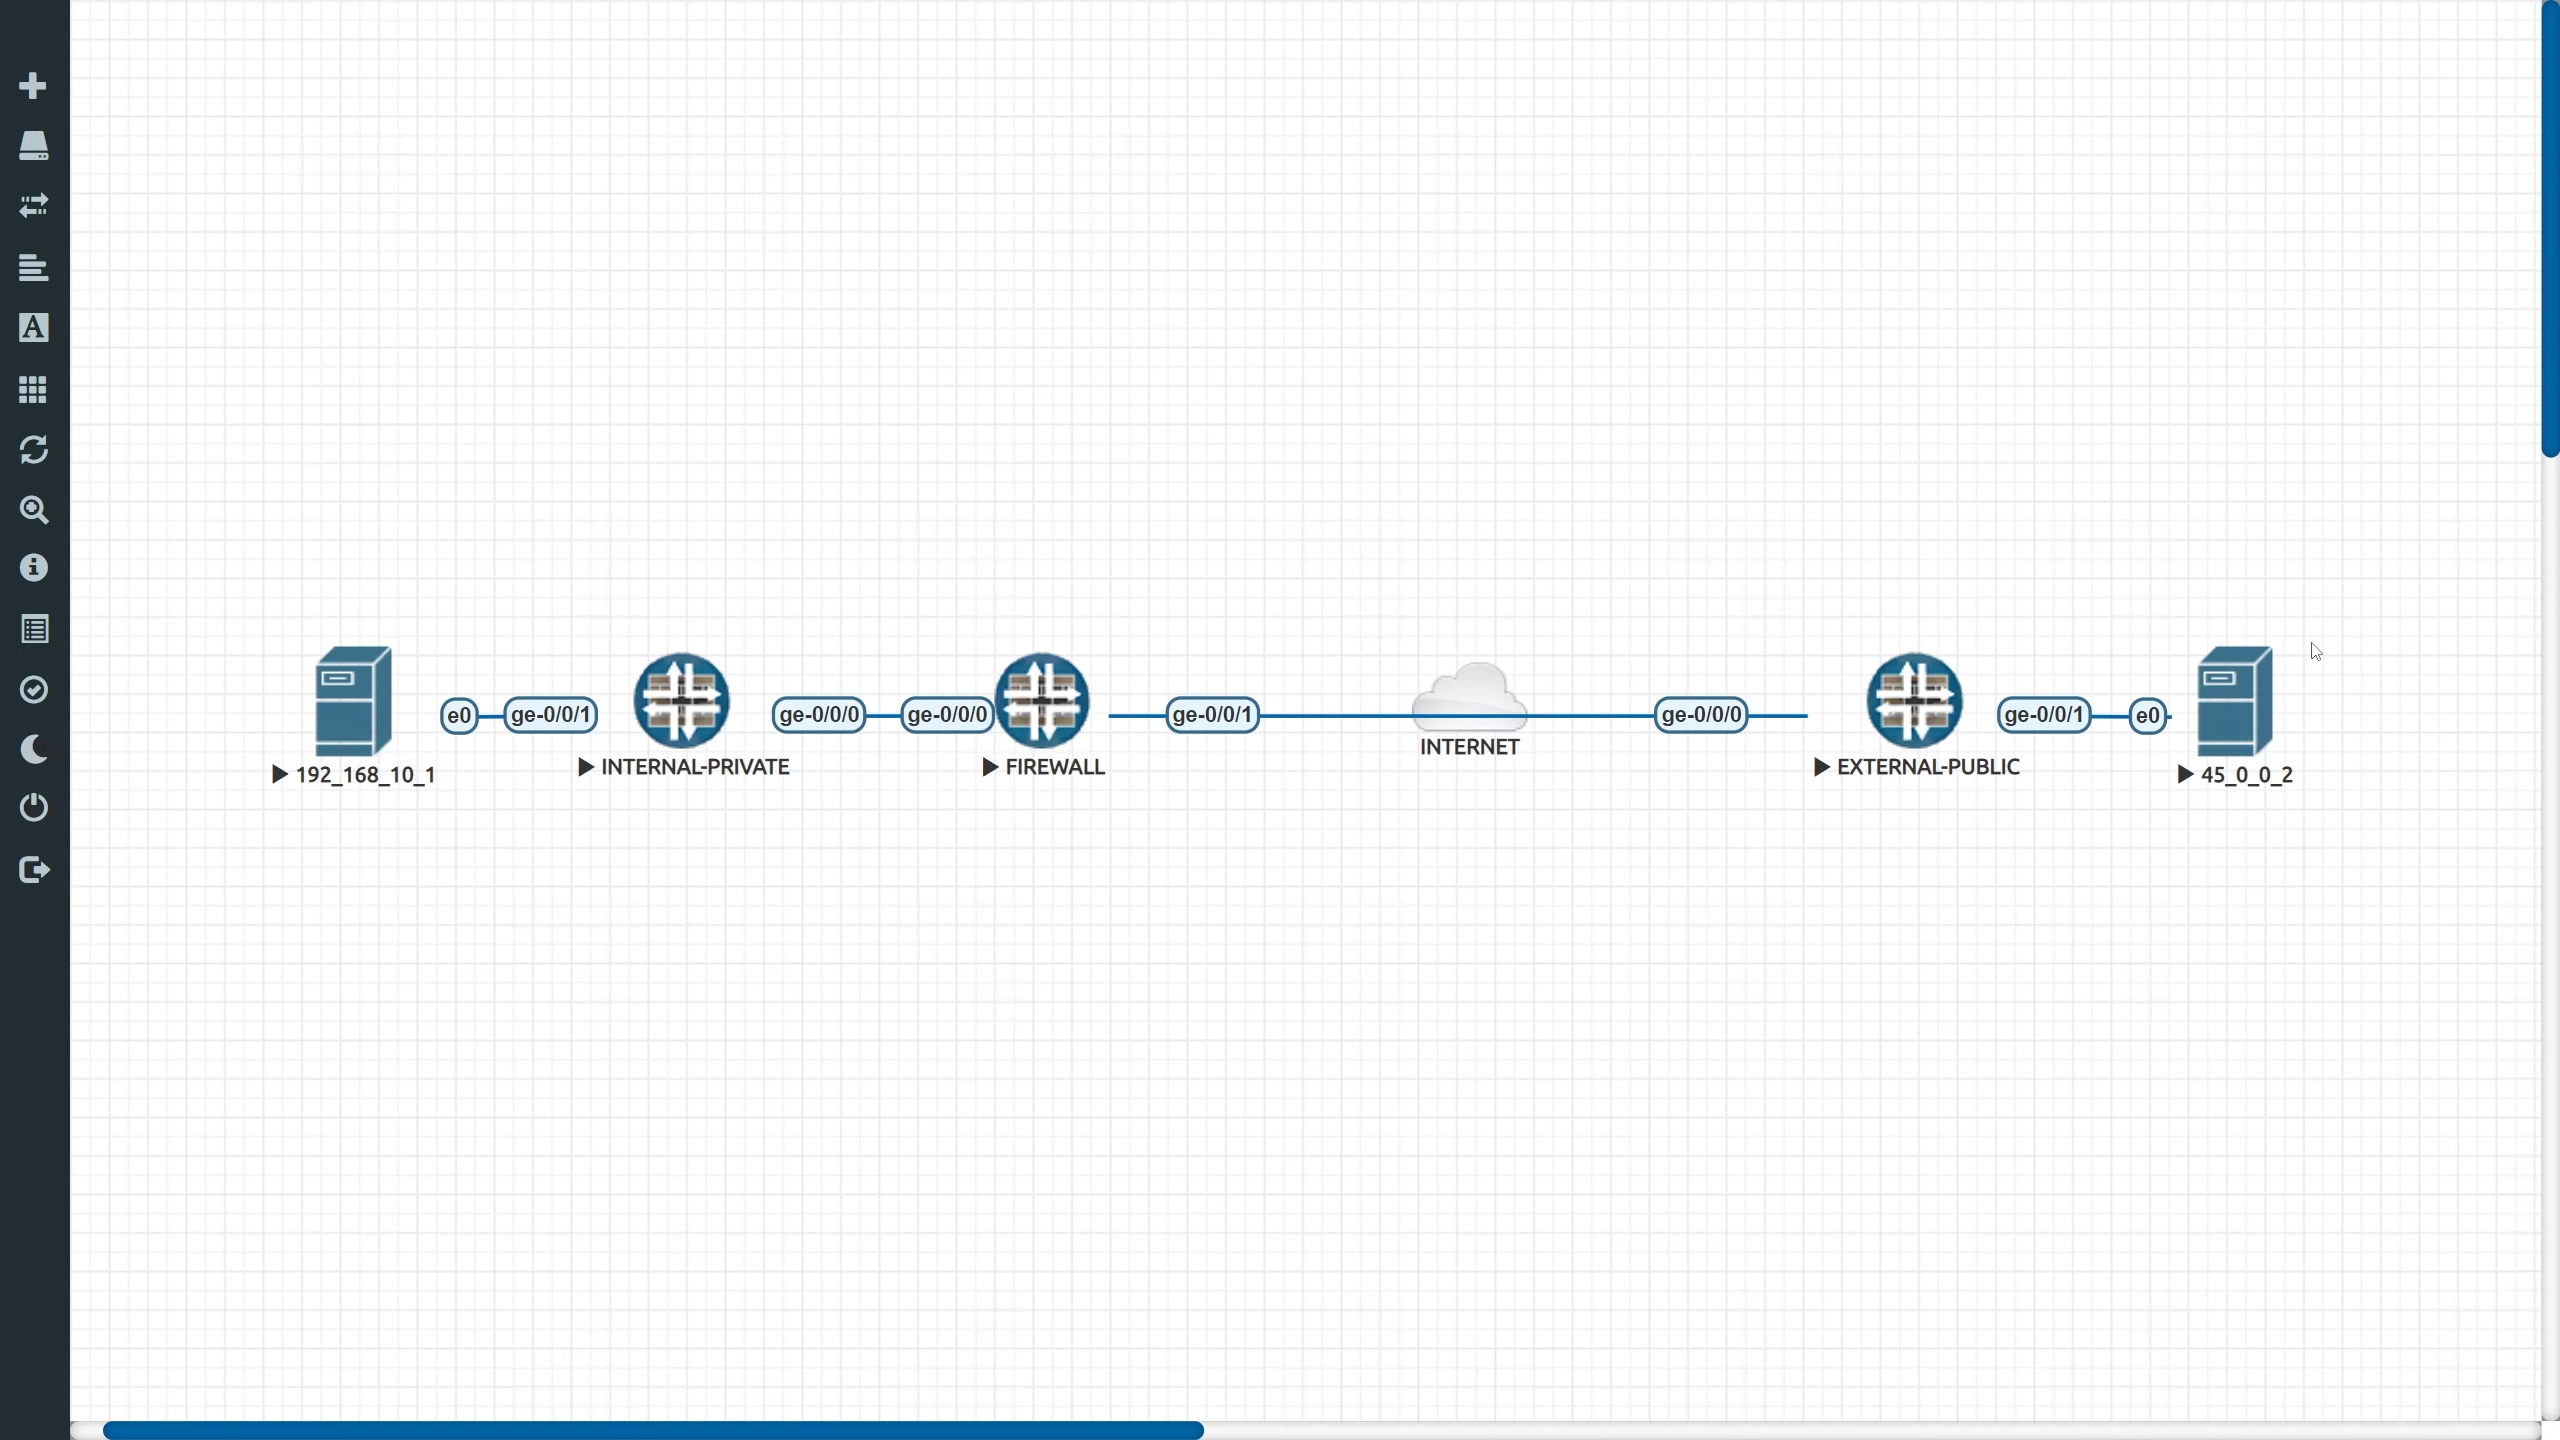 e0
ge-0/0/1
ge-0/0/0
ge-0/0/0
ge-0/0/1
ge-0/0/0
ge-0/0/1
e0
INTERNET
INTERNAL-PRIVATE
FIREWALL
EXTERNAL-PUBLIC
192_168_10_1
45_0_0_2